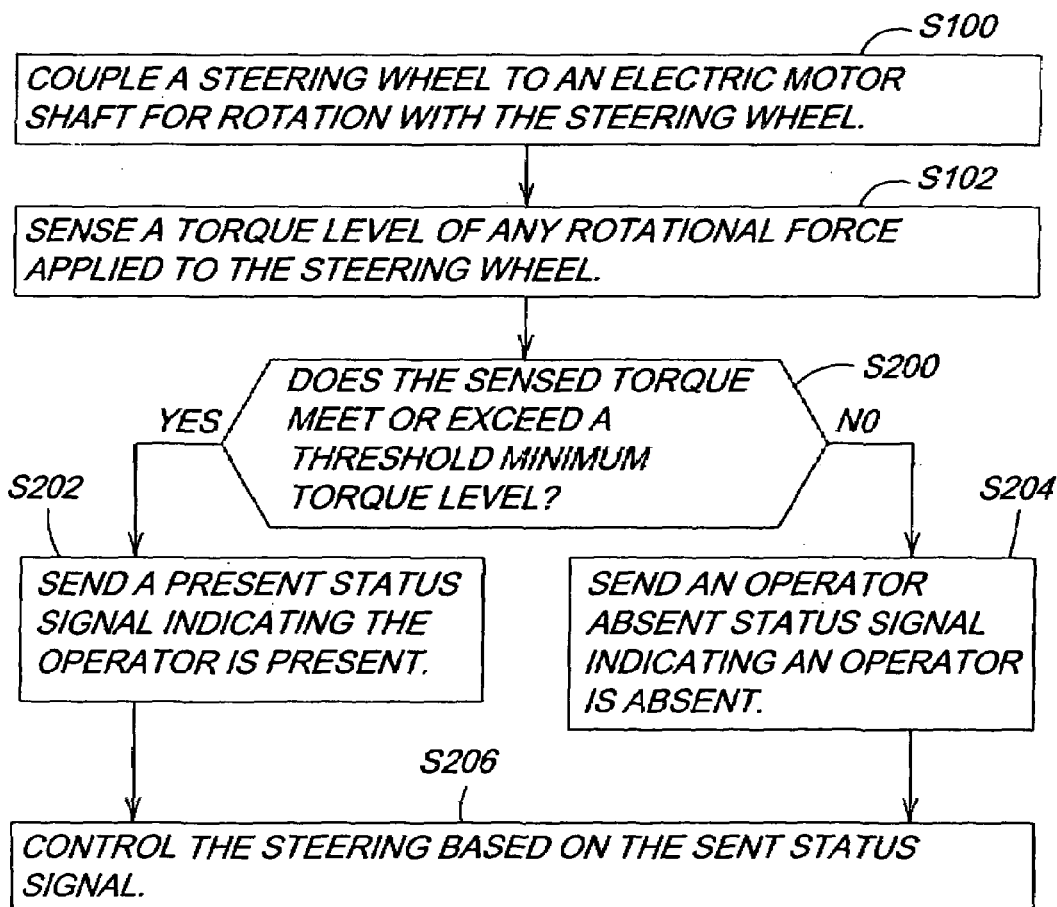 S100
COUPLE A STEERING WHEEL TO AN ELECTRIC MOTOR
SHAFT FOR ROTATION WITH THE STEERING WHEEL.
S102
SENSE A TORQUE LEVEL OF ANY ROTATIONAL FORCE
APPLIED TO THE STEERING WHEEL.
S200
DOES THE SENSED TORQUE
MEET OR EXCEED A
THRESHOLD MINIMUM
TORQUE LEVEL?
YES
NO
S202
SEND A PRESENT STATUS
SIGNAL INDICATING THE
OPERATOR IS PRESENT.
S204
SEND AN OPERATOR
ABSENT STATUS SIGNAL
INDICATING AN OPERATOR
IS ABSENT.
S206
CONTROL THE STEERING BASED ON THE SENT STATUS
SIGNAL.